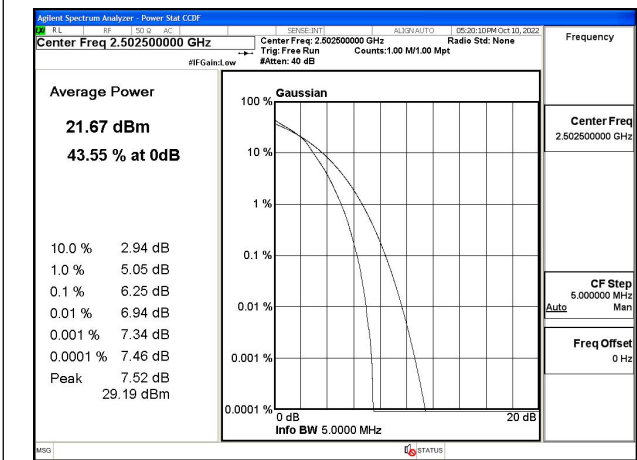 Agilent Spectrum Analyzer - Power Stat CCDF
RL RF 50 Ω AC SENSE:INT ALIGN AUTO 05:20:10 PM Oct 10, 2022
Center Freq 2.502500000 GHz
Center Freq: 2.502500000 GHz Radio Std: None
Trig: Free Run Counts:1.00 M/1.00 Mpt
#IFGain:Low #Atten: 40 dB
Frequency
Average Power
21.67 dBm
43.55 % at 0dB
10.0 % 2.94 dB
1.0 % 5.05 dB
0.1 % 6.25 dB
0.01 % 6.94 dB
0.001 % 7.34 dB
0.0001 % 7.46 dB
Peak 7.52 dB
29.19 dBm
Gaussian
100 %
10 %
1 %
0.1 %
0.01 %
0.001 %
0.0001 %
0 dB 20 dB
Info BW 5.0000 MHz
Center Freq
2.502500000 GHz
CF Step
5.000000 MHz
Auto Man
Freq Offset
0 Hz
MSG STATUS